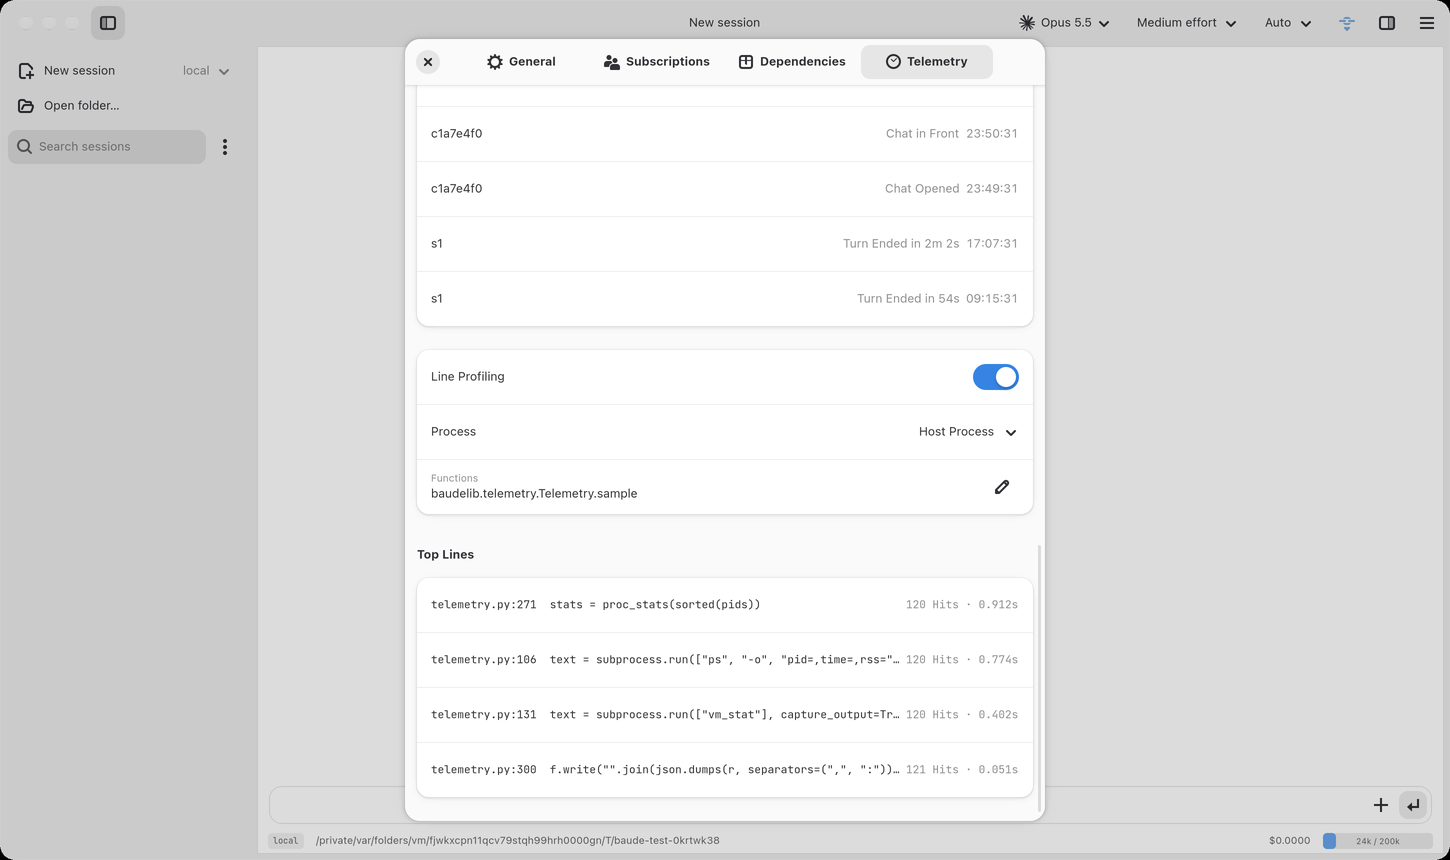 New session
Opus 5.5
Medium effort
Auto
New session
local
Open folder...
Search sessions
General
Subscriptions
Dependencies
Telemetry
c1a7e4f0 Chat in Front 23:50:31
c1a7e4f0 Chat Opened 23:49:31
s1 Turn Ended in 2m 2s 17:07:31
s1 Turn Ended in 54s 09:15:31
Line Profiling
Process Host Process
Functions
baudelib.telemetry.Telemetry.sample
Top Lines
telemetry.py:271 stats = proc_stats(sorted(pids)) 120 Hits · 0.912s
telemetry.py:106 text = subprocess.run(["ps", "-o", "pid=,time=,rss="… 120 Hits · 0.774s
telemetry.py:131 text = subprocess.run(["vm_stat"], capture_output=Tr… 120 Hits · 0.402s
telemetry.py:300 f.write("".join(json.dumps(r, separators=(",", ":"))… 121 Hits · 0.051s
local /private/var/folders/vm/fjwkxcpn11qcv79stqh99hrh0000gn/T/baude-test-0krtwk38 $0.0000 24k / 200k